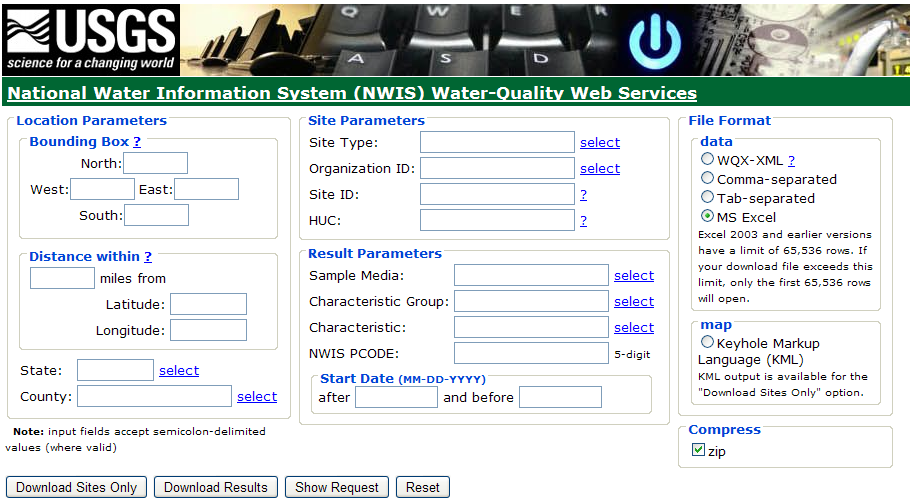 USGS
science for a changing world
Q W E
A S D
National Water Information System (NWIS) Water-Quality Web Services
Location Parameters
Bounding Box ?
North:
West: East:
South:
Distance within ?
miles from
Latitude:
Longitude:
State: select
County: select
Note: input fields accept semicolon-delimited
values (where valid)
Site Parameters
Site Type: select
Organization ID: select
Site ID: ?
HUC: ?
Result Parameters
Sample Media: select
Characteristic Group: select
Characteristic: select
NWIS PCODE: 5-digit
Start Date (MM-DD-YYYY)
after and before
File Format
data
WQX-XML ?
Comma-separated
Tab-separated
MS Excel
Excel 2003 and earlier versions
have a limit of 65,536 rows. If
your download file exceeds this
limit, only the first 65,536 rows
will open.
map
Keyhole Markup
Language (KML)
KML output is available for the
"Download Sites Only" option.
Compress
zip
Download Sites Only Download Results Show Request Reset